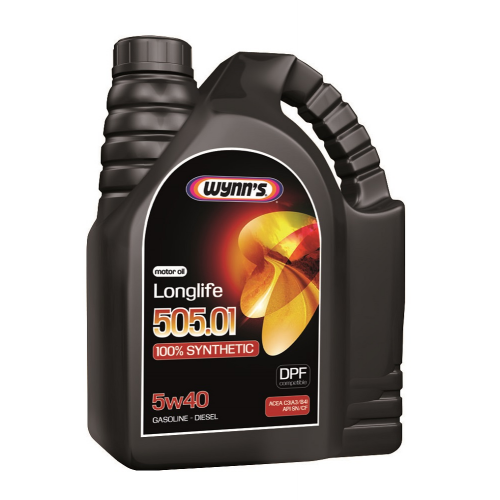 WYNN'S
motor oil
Longlife
505.01
100% SYNTHETIC
DPF
compatible
5w40
GASOLINE - DIESEL
ACEA C3(A3/B4)
API SN/CF